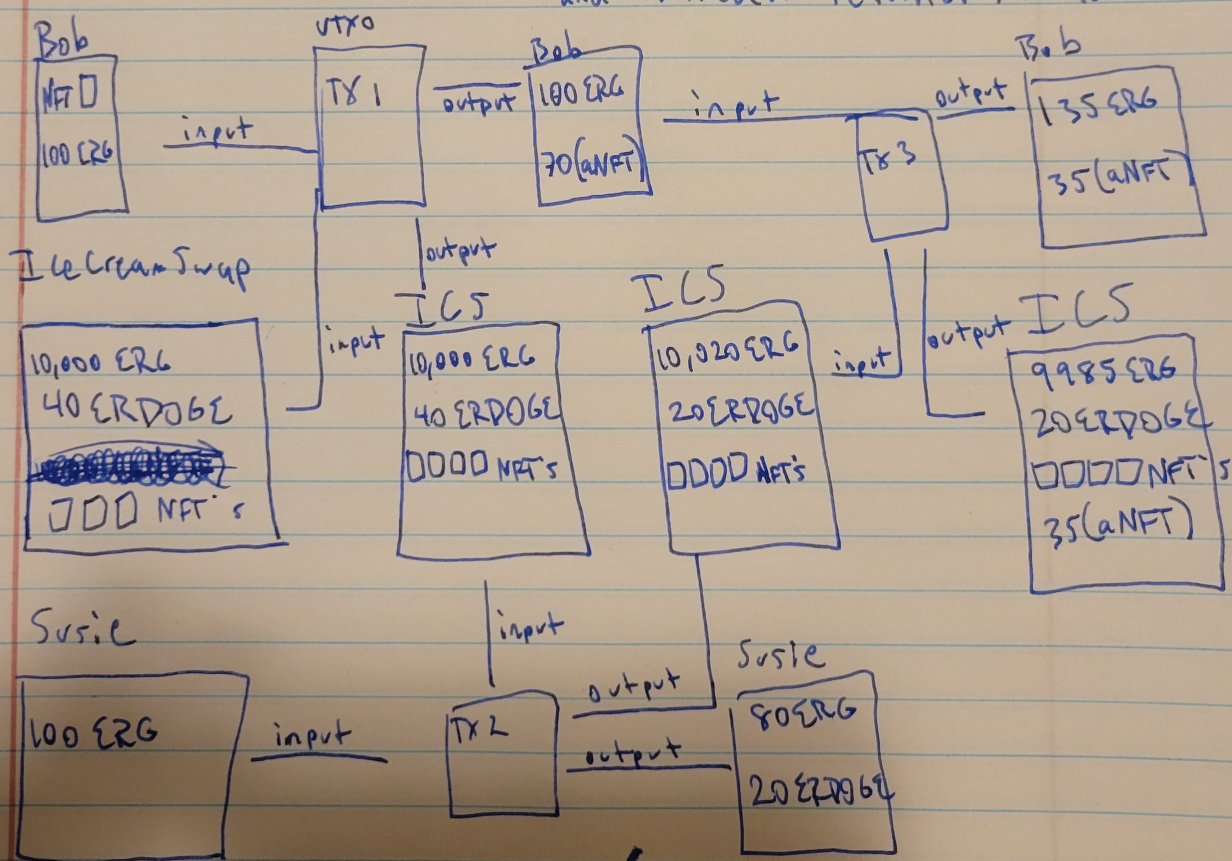 Bob
NFT
100 ERG
input
UTXO
TX 1
output
Bob
100 ERG
70(aNFT)
input
TX 3
output
Bob
135 ERG
35(aNFT)
IceCreamSwap
10,000 ERG
40 ERDOGE
NFT's
input
output
ICS
10,000 ERG
40 ERDOGE
NFT's
ICS
10,020 ERG
20 ERDOGE
NFT's
input
output
ICS
9985 ERG
20 ERDOGE
NFT's
35(aNFT)
Susie
100 ERG
input
input
TX 2
output
output
Susie
80 ERG
20 ERDOGE